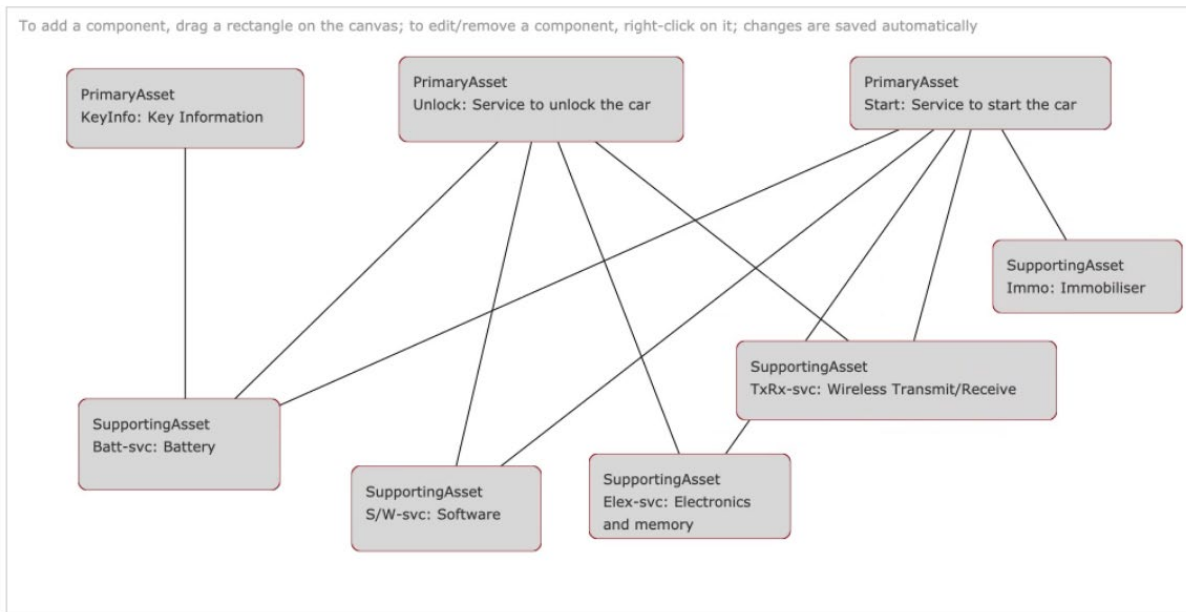 To add a component, drag a rectangle on the canvas; to edit/remove a component, right-click on it; changes are saved automatically
PrimaryAsset
KeyInfo: Key Information
PrimaryAsset
Unlock: Service to unlock the car
PrimaryAsset
Start: Service to start the car
SupportingAsset
Immo: Immobiliser
SupportingAsset
TxRx-svc: Wireless Transmit/Receive
SupportingAsset
Batt-svc: Battery
SupportingAsset
S/W-svc: Software
SupportingAsset
Elex-svc: Electronics
and memory